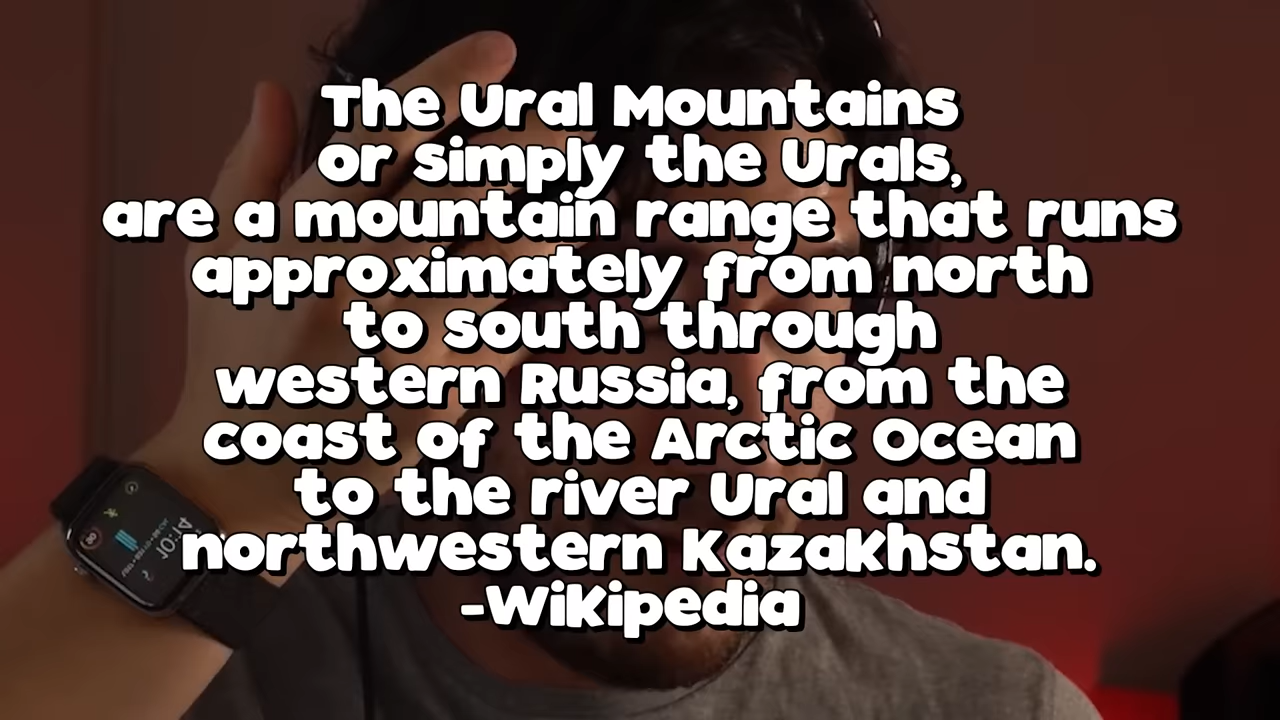 The Ural Mountains
or simply the Urals,
are a mountain range that runs
approximately from north
to south through
western Russia, from the
coast of the Arctic Ocean
to the river Ural and
northwestern Kazakhstan.
-Wikipedia